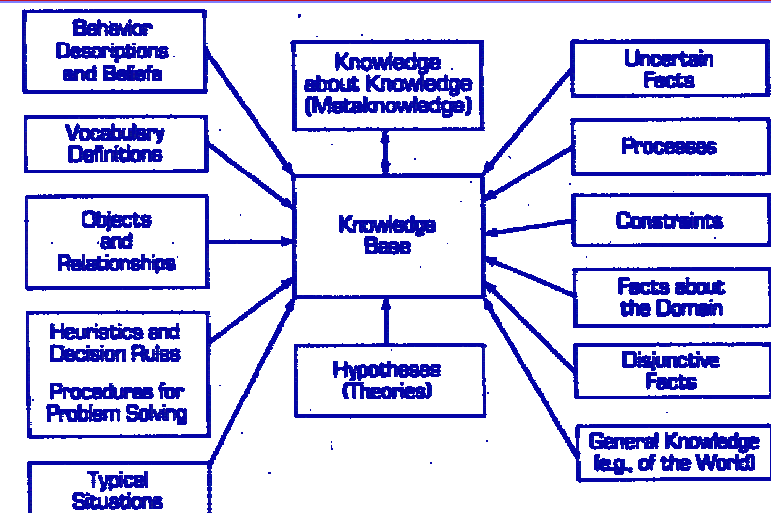 Behavior
Descriptions
and Beliefs
Vocabulary
Definitions
Objects
and
Relationships
Heuristics and
Decision Rules
Procedures for
Problem Solving
Typical
Situations
Knowledge
about Knowledge
(Metaknowledge)
Knowledge
Base
Hypotheses
(Theories)
Uncertain
Facts
Processes
Constraints
Facts about
the Domain
Disjunctive
Facts
General Knowledge
(e.g., of the World)